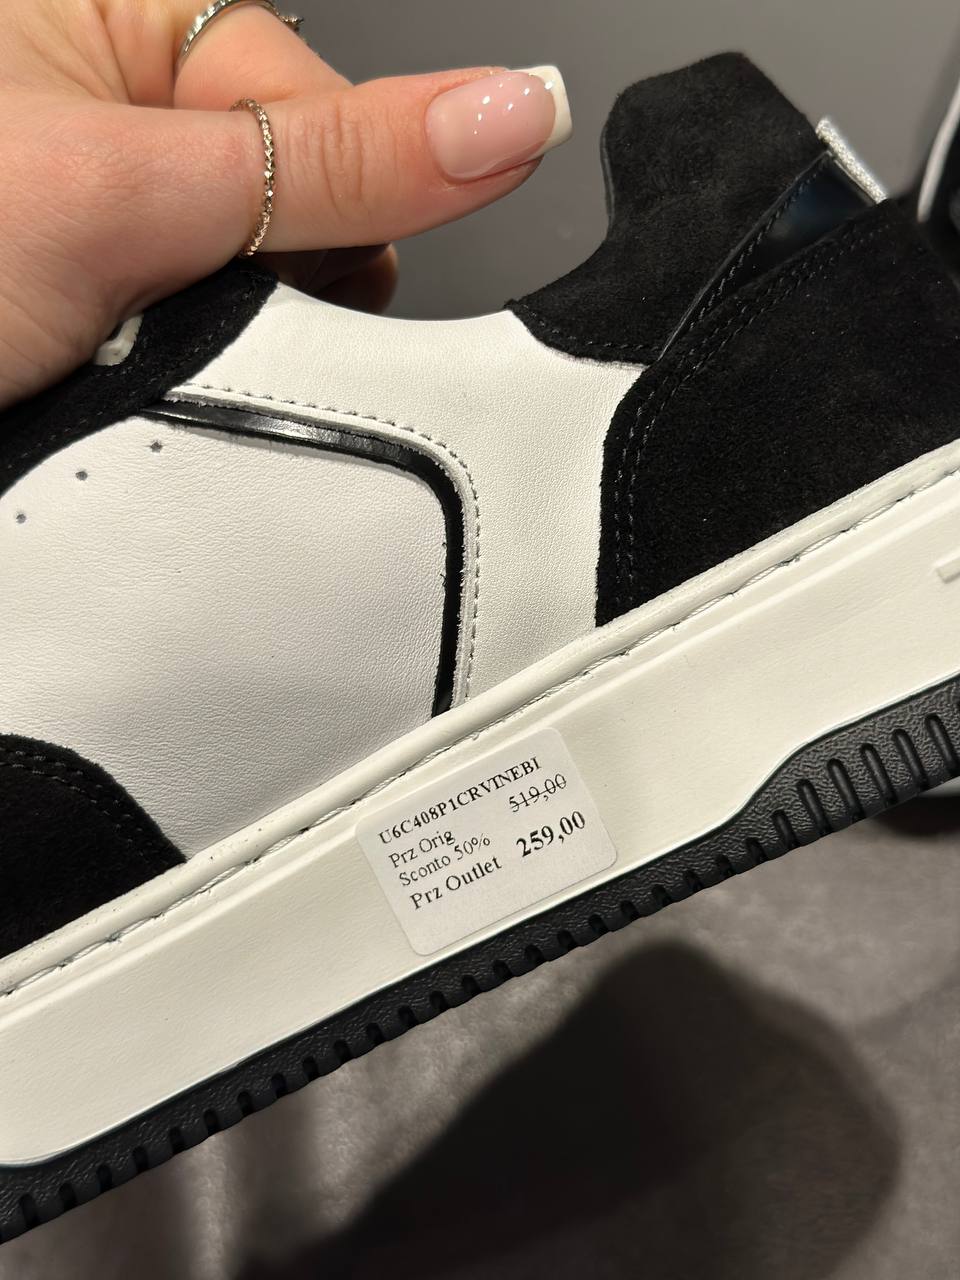 U6C408P1CRVINEBI
Prz Orig 519,00
Sconto 50%
Prz Outlet 259,00